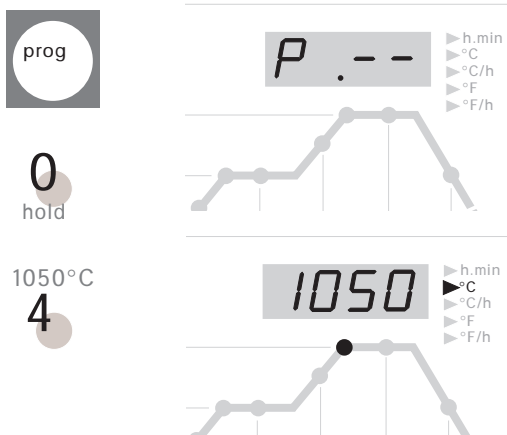 prog
P .--
h.min
°C
°C/h
°F
°F/h
0
hold
1050°C
4
1050
h.min
°C
°C/h
°F
°F/h